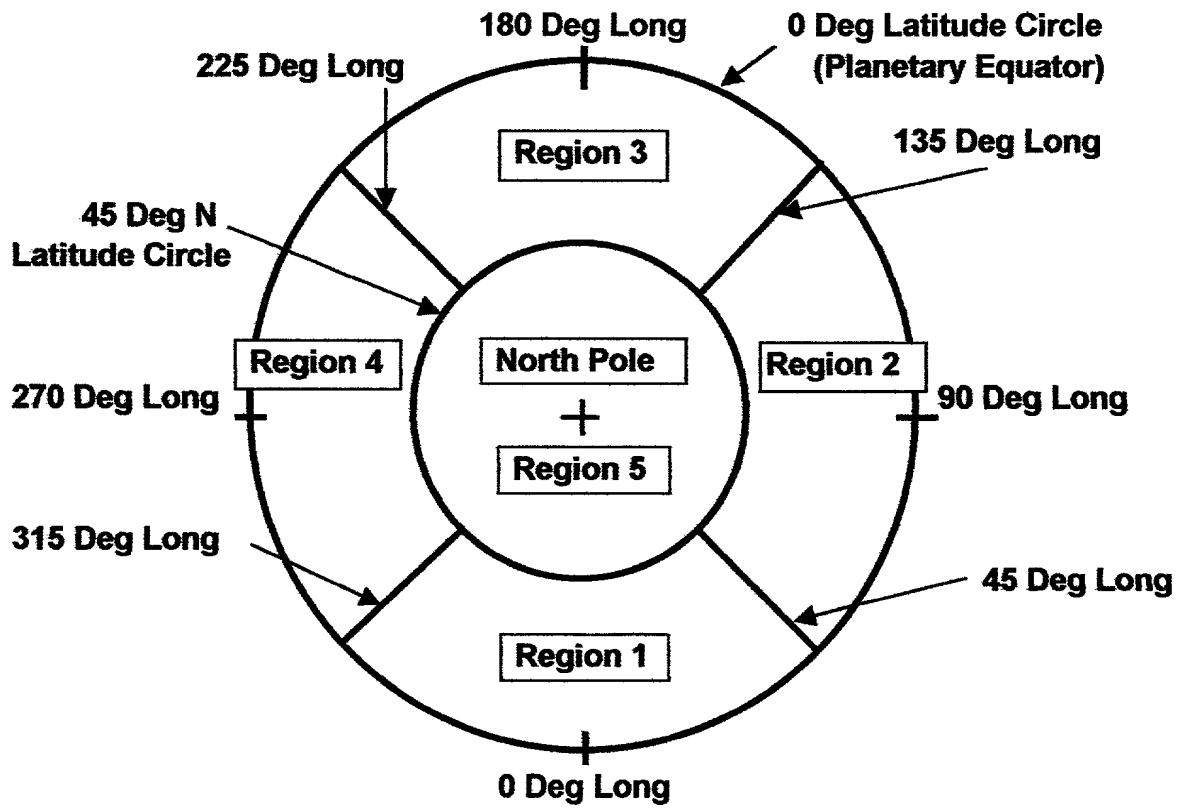 180 Deg Long
0 Deg Latitude Circle
(Planetary Equator)
225 Deg Long
Region 3
135 Deg Long
45 Deg N
Latitude Circle
Region 4
North Pole
Region 2
270 Deg Long
90 Deg Long
Region 5
315 Deg Long
45 Deg Long
Region 1
0 Deg Long